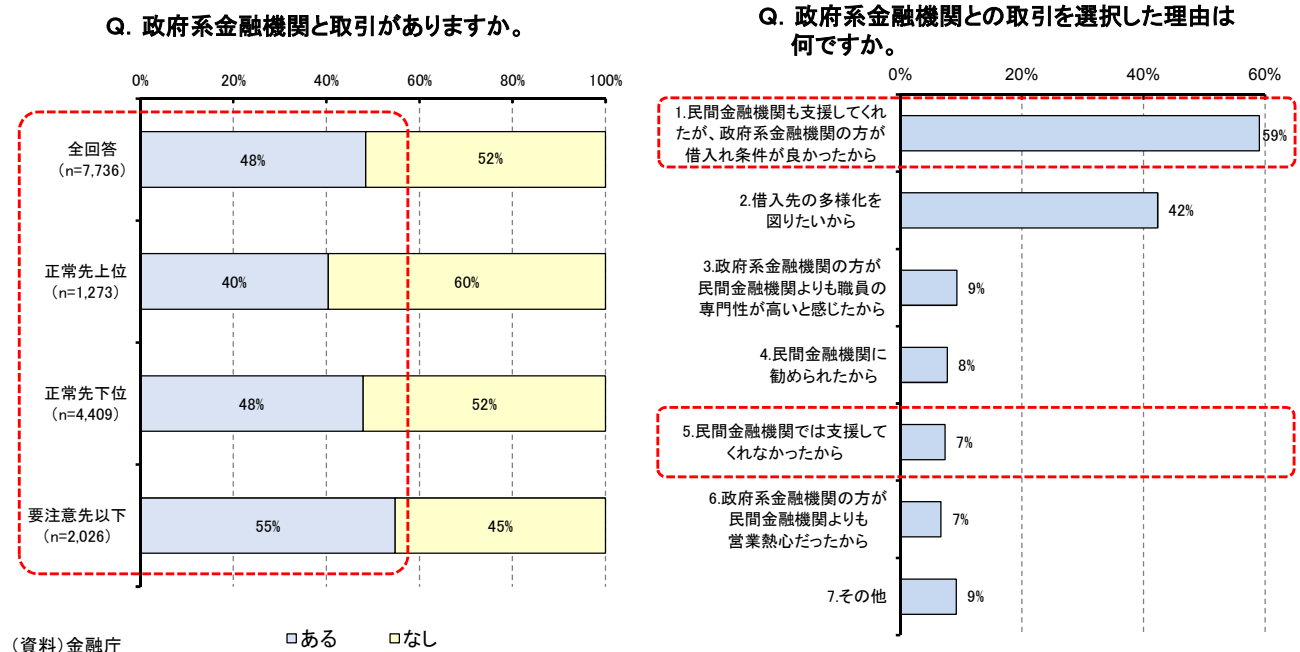 Q. 政府系金融機関と取引がありますか。
0% 20% 40% 60% 80% 100%
全回答
(n=7,736)
48% 52%
正常先上位
(n=1,273)
40% 60%
正常先下位
(n=4,409)
48% 52%
要注意先以下
(n=2,026)
55% 45%
(資料)金融庁
ある なし
Q. 政府系金融機関との取引を選択した理由は
何ですか。
0% 20% 40% 60%
1.民間金融機関も支援してくれ
たが、政府系金融機関の方が
借入れ条件が良かったから
59%
2.借入先の多様化を
図りたいから
42%
3.政府系金融機関の方が
民間金融機関よりも職員の
専門性が高いと感じたから
9%
4.民間金融機関に
勧められたから
8%
5.民間金融機関では支援して
くれなかったから
7%
6.政府系金融機関の方が
民間金融機関よりも
営業熱心だったから
7%
7.その他
9%